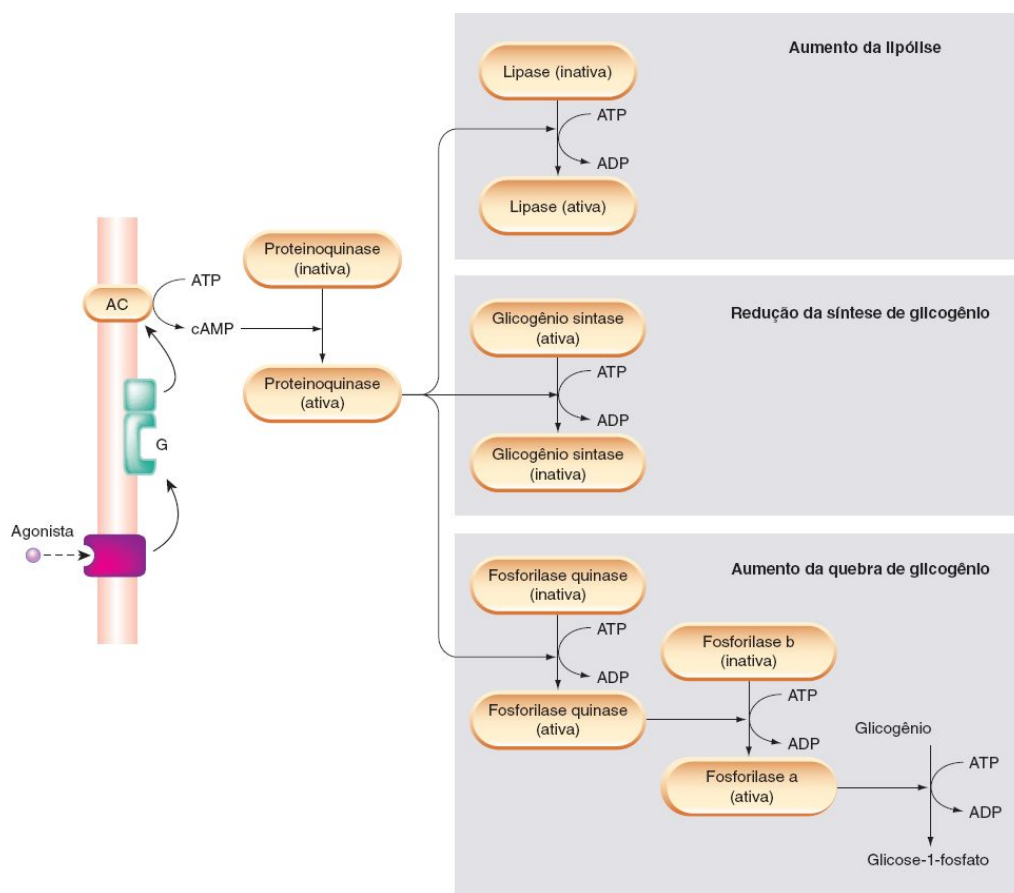 Aumento da lipólise
Lipase (inativa)
ATP
ADP
Lipase (ativa)
Proteinoquinase
(inativa)
ATP
AC
cAMP
Proteinoquinase
(ativa)
G
Agonista
Redução da síntese de glicogênio
Glicogênio sintase
(ativa)
ATP
ADP
Glicogênio sintase
(inativa)
Aumento da quebra de glicogênio
Fosforilase quinase
(inativa)
ATP
ADP
Fosforilase quinase
(ativa)
Fosforilase b
(inativa)
ATP
ADP
Fosforilase a
(ativa)
Glicogênio
ATP
ADP
Glicose-1-fosfato